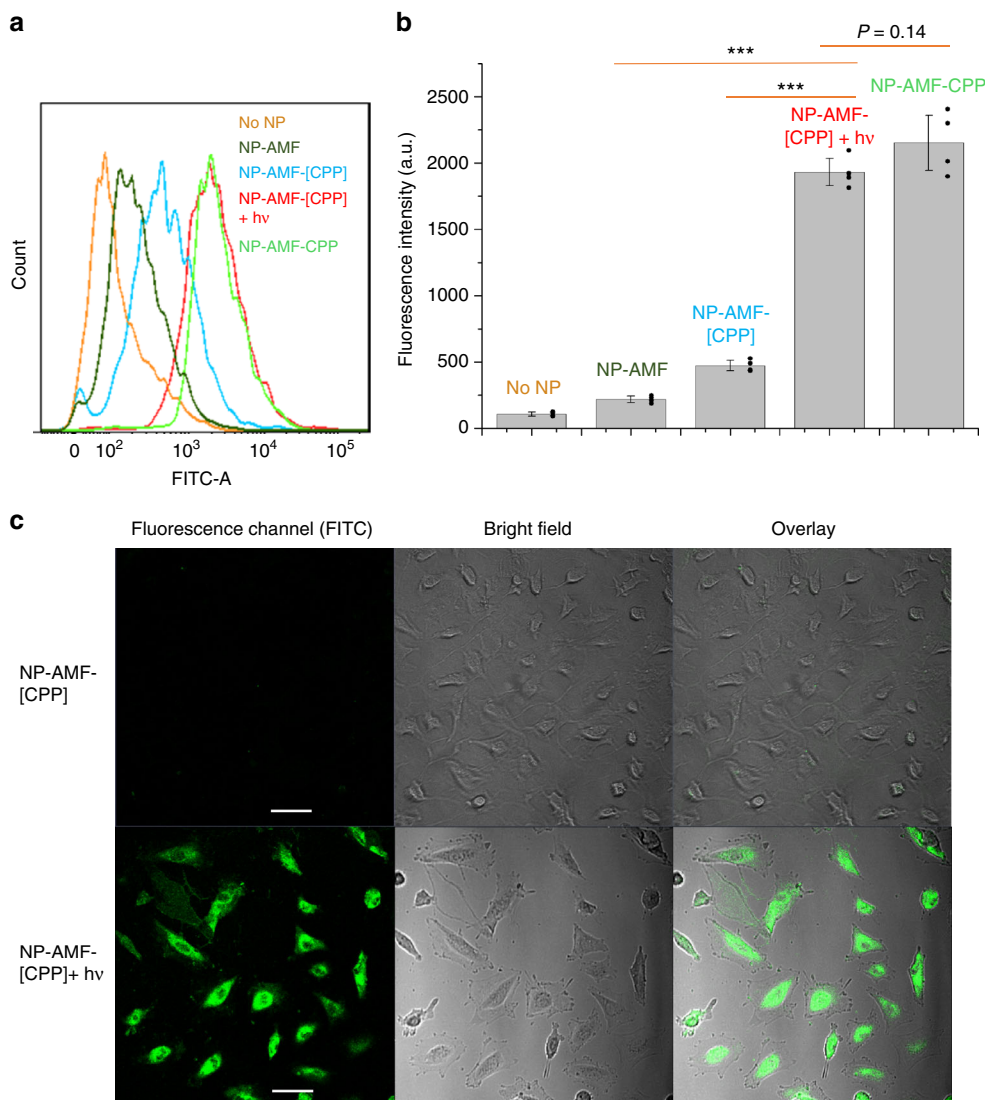 a
No NP
NP-AMF
NP-AMF-[CPP]
NP-AMF-[CPP]
+ hν
NP-AMF-CPP
Count
0 10² 10³ 10⁴ 10⁵
FITC-A
b
P = 0.14
***
***
NP-AMF-CPP
NP-AMF-
[CPP] + hν
NP-AMF-
[CPP]
NP-AMF
No NP
Fluorescence intensity (a.u.)
2500
2000
1500
1000
500
0
c
Fluorescence channel (FITC) Bright field Overlay
NP-AMF-
[CPP]
NP-AMF-
[CPP]+ hν